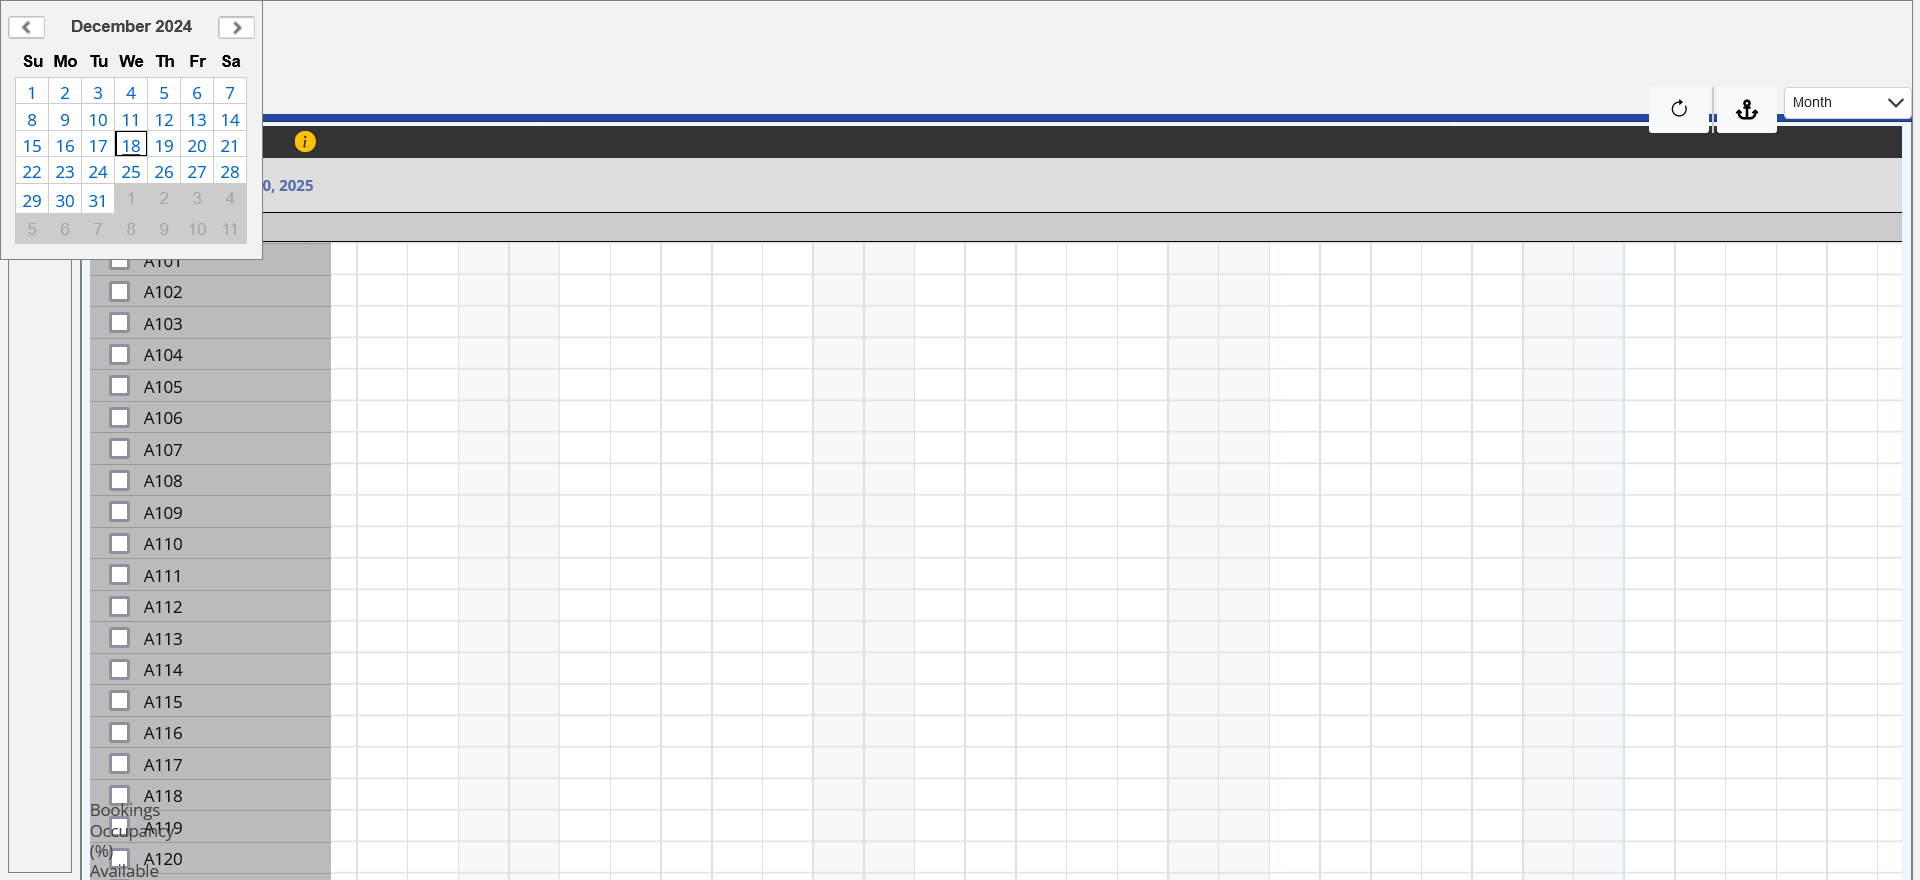 December 2024
Su Mo Tu We Th Fr Sa
1 2 3 4 5 6 7
8 9 10 11 12 13 14
15 16 17 18 19 20 21
22 23 24 25 26 27 28
29 30 31 1 2 3 4
5 6 7 8 9 10 11
Month
i
0, 2025
A101
A102
A103
A104
A105
A106
A107
A108
A109
A110
A111
A112
A113
A114
A115
A116
A117
A118
Bookings
A119
Occupancy
(%)
A120
Available